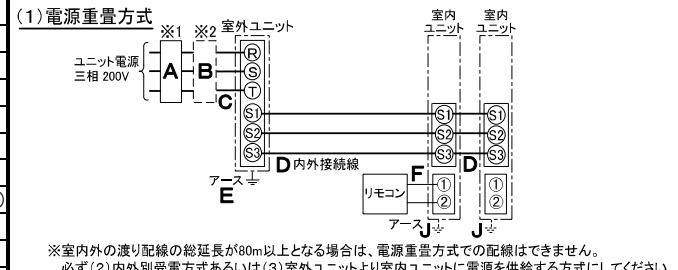 (1)電源重畳方式
※1 ※2 室外ユニット
室内ユニット 室内ユニット
ユニット電源
三相 200V
A B C
R
S
T
S1 S1 S1
S2 S2 S2
S3 S3 S3
D 内外接続線 F D
アース E
リモコン ① ①
② ②
アース J J
※室内外の渡り配線の総延長が80m以上となる場合は、電源重畳方式での配線はできません。
必ず(2)内外別受電方式あるいは(3)室外ユニットより室内ユニットに電源を供給する方式にしてください